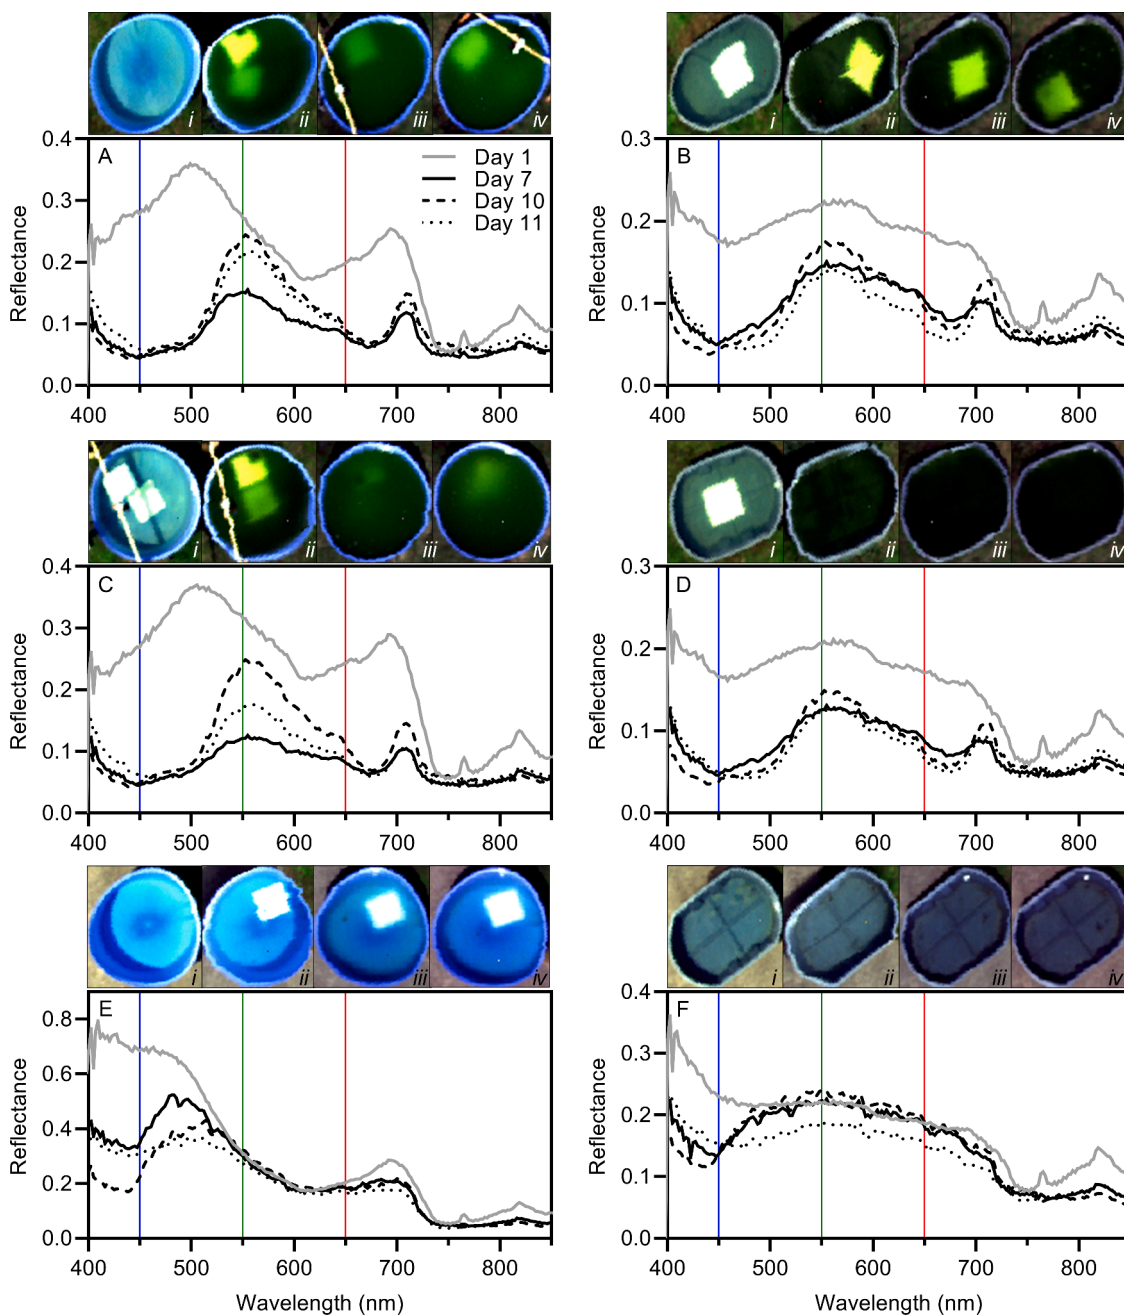 i ii iii iv
i ii iii iv
A
Day 1
Day 7
Day 10
Day 11
0.4
0.3
0.2
0.1
0.0
Reflectance
400 500 600 700 800
B
0.3
0.2
0.1
0.0
Reflectance
400 500 600 700 800
i ii iii iv
i ii iii iv
C
0.4
0.3
0.2
0.1
0.0
Reflectance
400 500 600 700 800
D
0.3
0.2
0.1
0.0
Reflectance
400 500 600 700 800
i ii iii iv
i ii iii iv
E
0.8
0.6
0.4
0.2
0.0
Reflectance
400 500 600 700 800
Wavelength (nm)
F
0.4
0.3
0.2
0.1
0.0
Reflectance
400 500 600 700 800
Wavelength (nm)